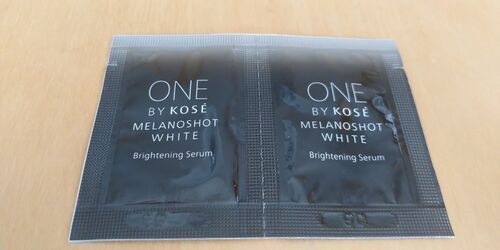 ONE
BY KOSÉ
MELANOSHOT
WHITE
Brightening Serum
ONE
BY KOSÉ
MELANOSHOT
WHITE
Brightening Serum